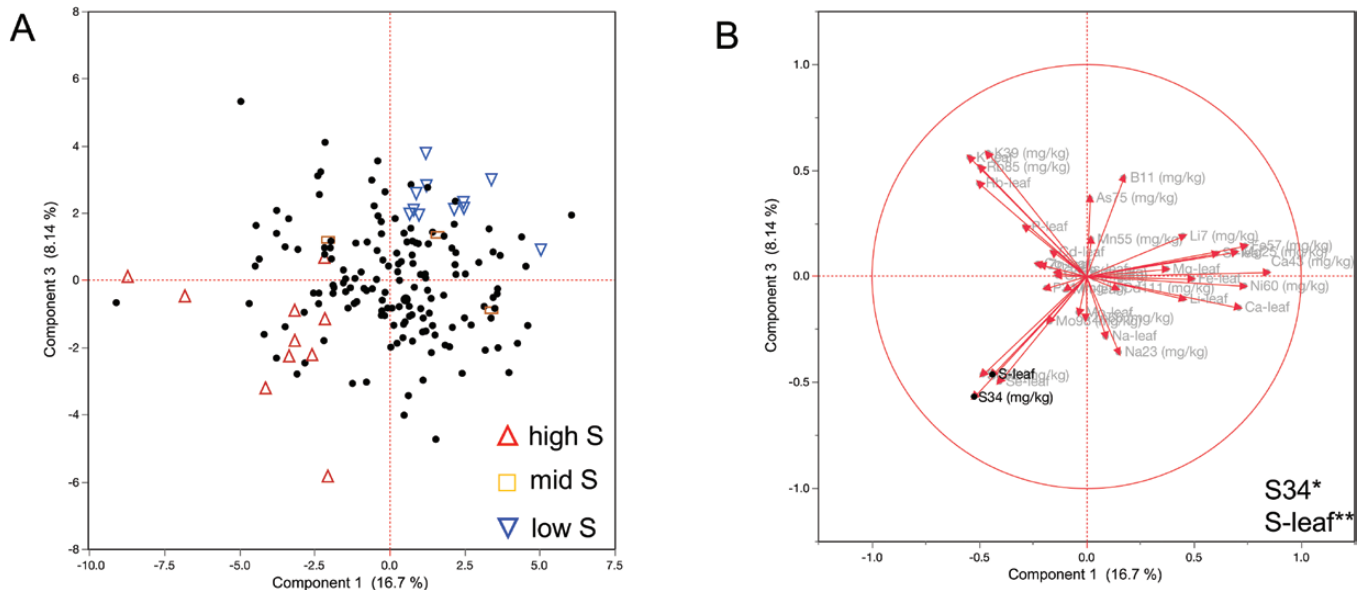 A
8
6
4
2
0
-2
-4
-6
-8
-10.0
-7.5
-5.0
-2.5
0.0
2.5
5.0
7.5
Component 3 (8.14 %)
Component 1 (16.7 %)
high S
mid S
low S
B
1.0
0.5
0.0
-0.5
-1.0
-1.0
-0.5
0.0
0.5
1.0
Component 3 (8.14 %)
Component 1 (16.7 %)
K39 (mg/kg)
Rb85 (mg/kg)
Rb-leaf
B11 (mg/kg)
As75 (mg/kg)
P-leaf
Mn55 (mg/kg)
Li7 (mg/kg)
Cd-leaf
Ca43 (mg/kg)
Mg-leaf
Fe-leaf
Ni60 (mg/kg)
Li-leaf
Ca-leaf
Na-leaf
Na23 (mg/kg)
S-leaf
Se-leaf
S34 (mg/kg)
S34*
S-leaf**